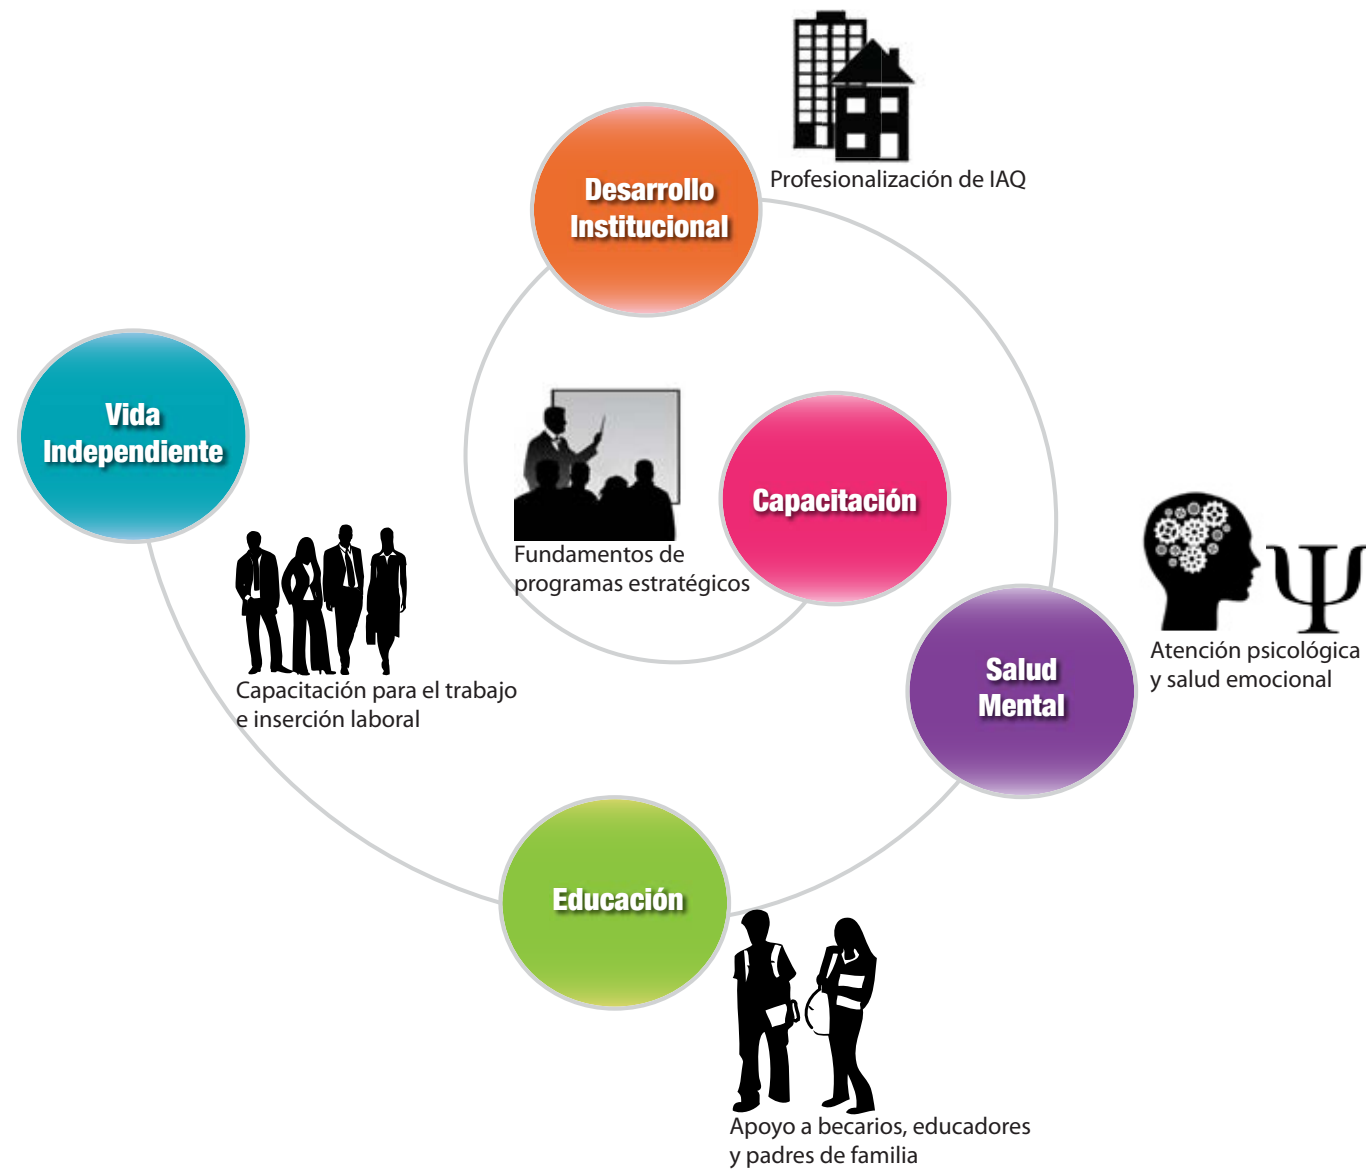 Profesionalización de IAQ
Desarrollo
Institucional
Vida
Independiente
Capacitación
Fundamentos de
programas estratégicos
Salud
Mental
Atención psicológica
y salud emocional
Capacitación para el trabajo
e inserción laboral
Educación
Apoyo a becarios, educadores
y padres de familia